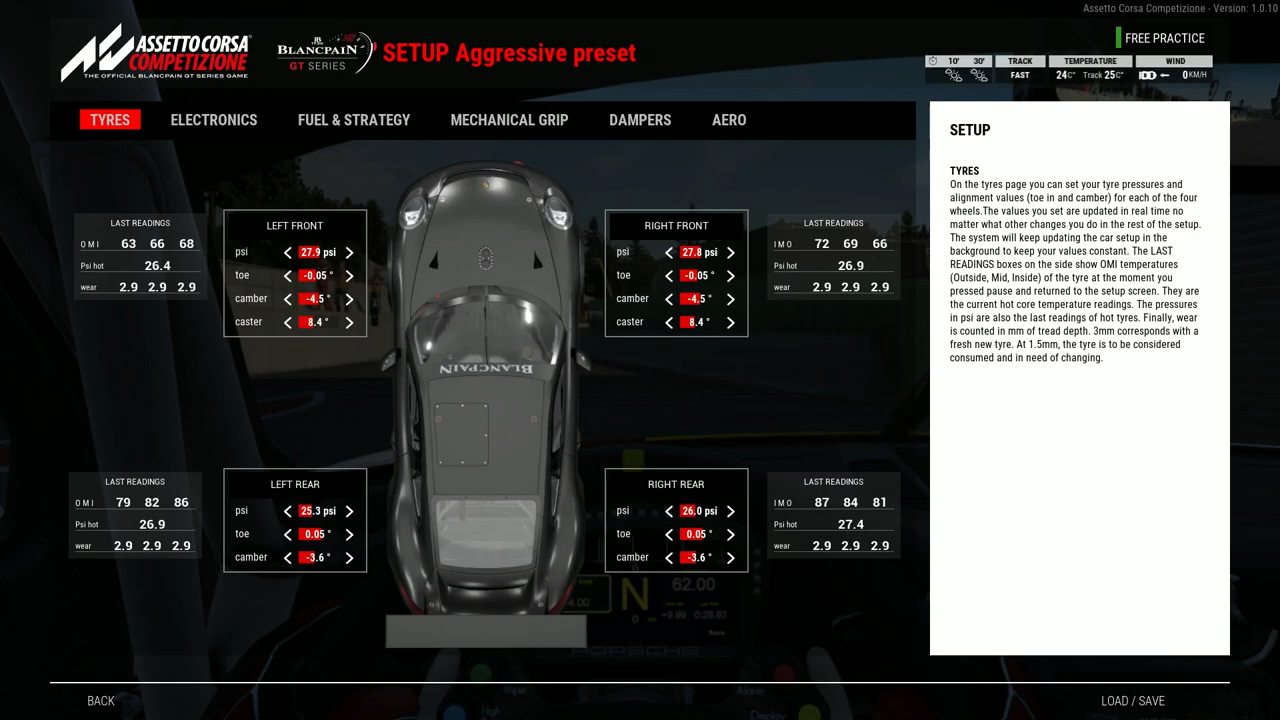 Assetto Corsa Competizione - Version: 1.0.10
ASSETTO CORSA
COMPETIZIONE
THE OFFICIAL BLANCPAIN GT SERIES GAME
BLANCPAIN
GT SERIES
SETUP Aggressive preset
FREE PRACTICE
10' 30' TRACK TEMPERATURE WIND
FAST 24C° Track 25C° 0KM/H
TYRES ELECTRONICS FUEL & STRATEGY MECHANICAL GRIP DAMPERS AERO
LAST READINGS
O M I 63 66 68
Psi hot 26.4
wear 2.9 2.9 2.9
LEFT FRONT
psi 27.9 psi
toe -0.05 °
camber -4.5 °
caster 8.4 °
RIGHT FRONT
psi 27.8 psi
toe -0.05 °
camber -4.5 °
caster 8.4 °
LAST READINGS
I M O 72 69 66
Psi hot 26.9
wear 2.9 2.9 2.9
BLANCPAIN
LAST READINGS
O M I 79 82 86
Psi hot 26.9
wear 2.9 2.9 2.9
LEFT REAR
psi 25.3 psi
toe 0.05 °
camber -3.6 °
RIGHT REAR
psi 26.0 psi
toe 0.05 °
camber -3.6 °
LAST READINGS
I M O 87 84 81
Psi hot 27.4
wear 2.9 2.9 2.9
SETUP
TYRES
On the tyres page you can set your tyre pressures and
alignment values (toe in and camber) for each of the four
wheels.The values you set are updated in real time no
matter what other changes you do in the rest of the setup.
The system will keep updating the car setup in the
background to keep your values constant. The LAST
READINGS boxes on the side show OMI temperatures
(Outside, Mid, Inside) of the tyre at the moment you
pressed pause and returned to the setup screen. They are
the current hot core temperature readings. The pressures
in psi are also the last readings of hot tyres. Finally, wear
is counted in mm of tread depth. 3mm corresponds with a
fresh new tyre. At 1.5mm, the tyre is to be considered
consumed and in need of changing.
62.00
4.00 N
+9.99 0:28.83
0
Race
PORSCHE
Wiper Alarm
High Display
BACK
LOAD / SAVE